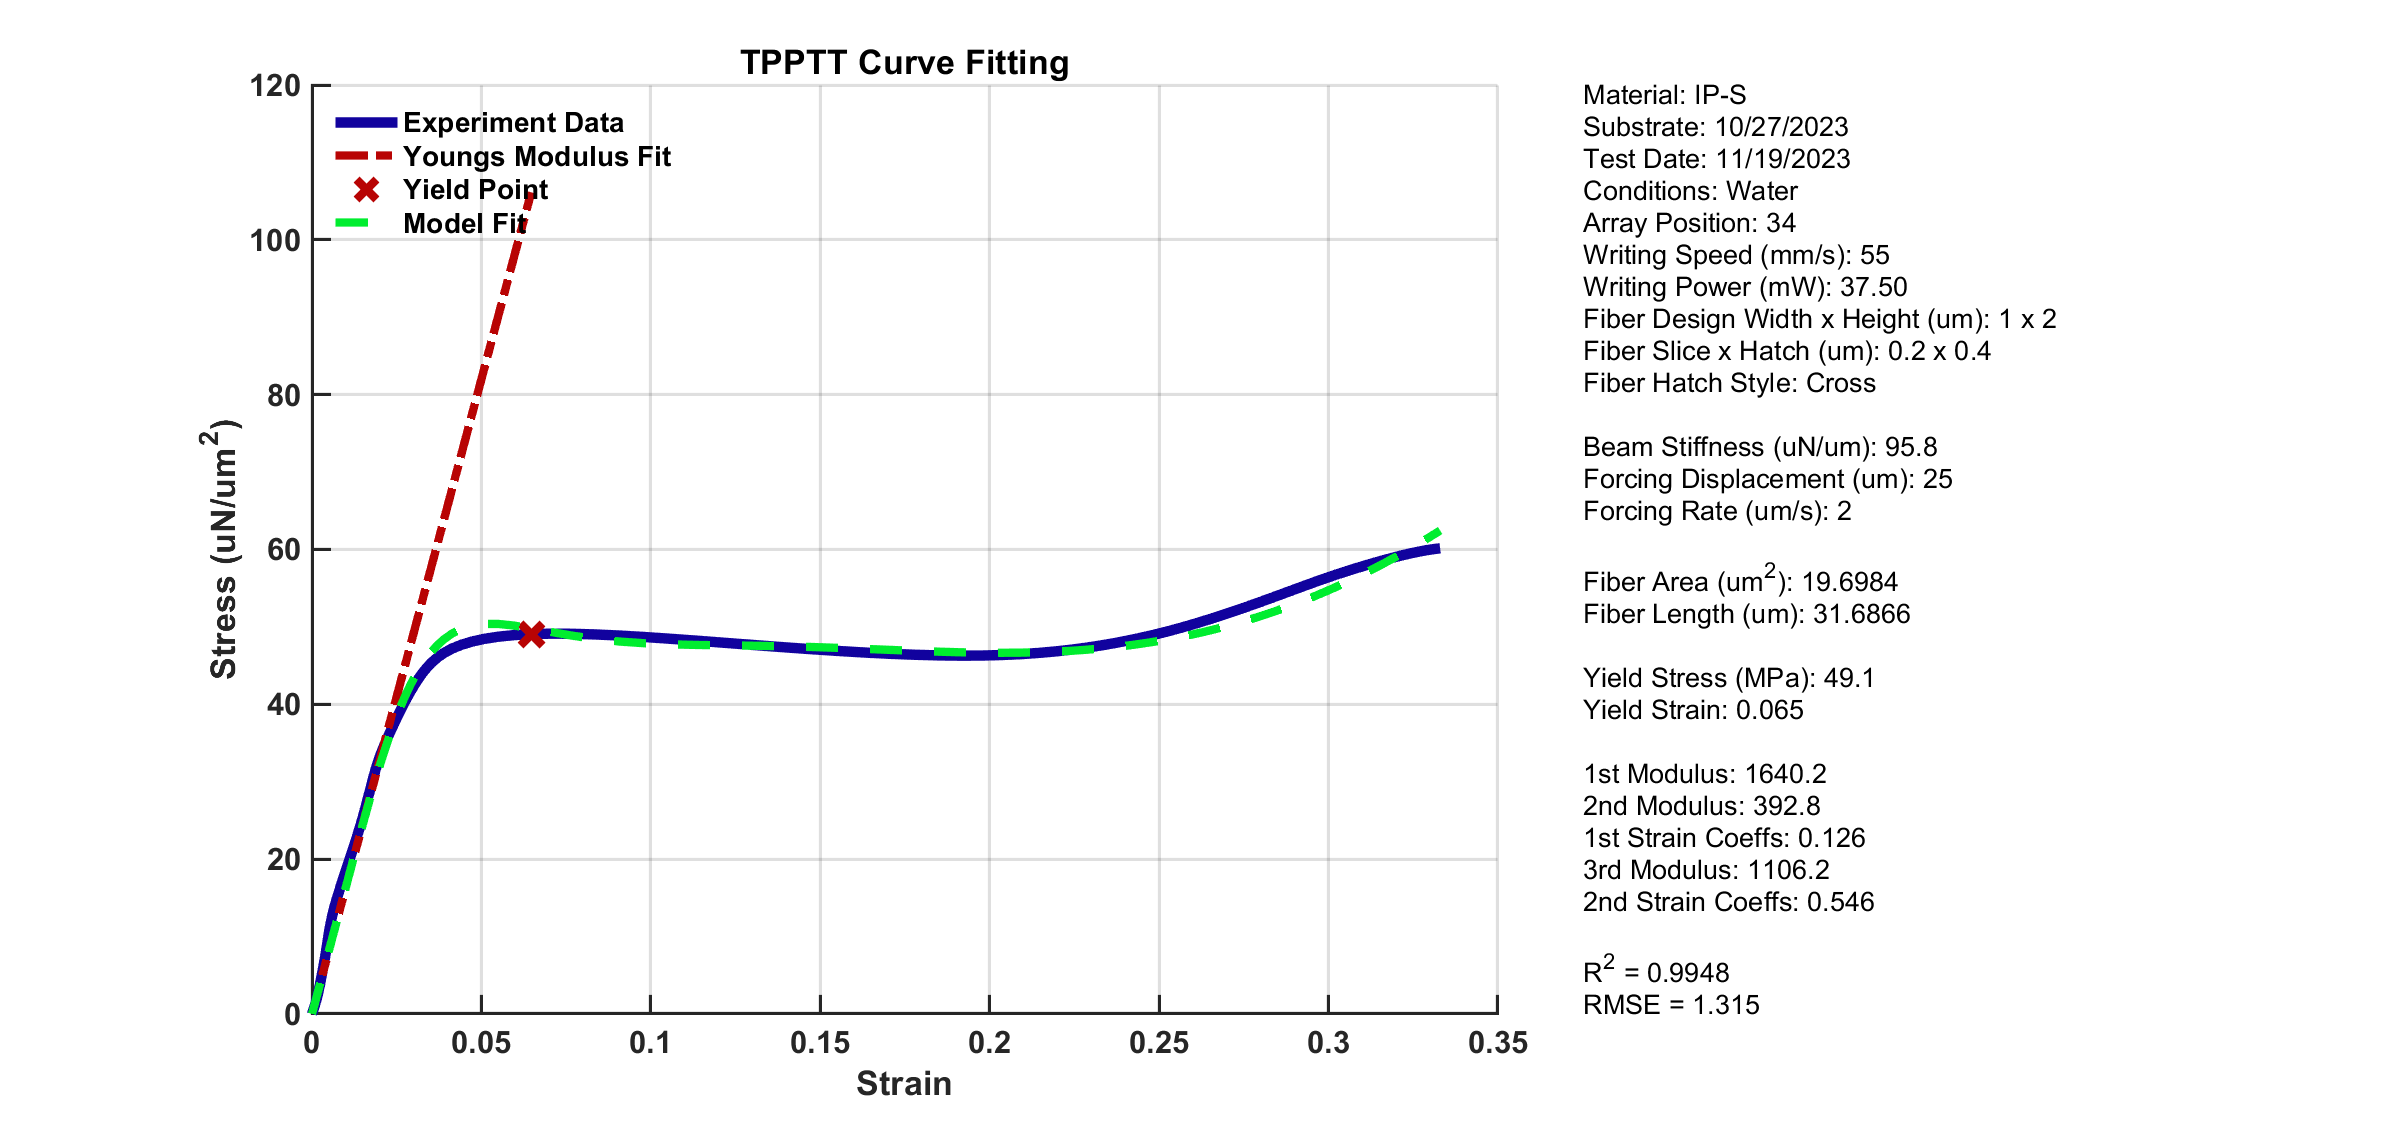 TPPTT Curve Fitting
120
100
80
60
40
20
0
Stress (uN/um²)
Experiment Data
Youngs Modulus Fit
Yield Point
Model Fit
0 0.05 0.1 0.15 0.2 0.25 0.3 0.35
Strain
Material: IP-S
Substrate: 10/27/2023
Test Date: 11/19/2023
Conditions: Water
Array Position: 34
Writing Speed (mm/s): 55
Writing Power (mW): 37.50
Fiber Design Width x Height (um): 1 x 2
Fiber Slice x Hatch (um): 0.2 x 0.4
Fiber Hatch Style: Cross
Beam Stiffness (uN/um): 95.8
Forcing Displacement (um): 25
Forcing Rate (um/s): 2
Fiber Area (um²): 19.6984
Fiber Length (um): 31.6866
Yield Stress (MPa): 49.1
Yield Strain: 0.065
1st Modulus: 1640.2
2nd Modulus: 392.8
1st Strain Coeffs: 0.126
3rd Modulus: 1106.2
2nd Strain Coeffs: 0.546
R² = 0.9948
RMSE = 1.315